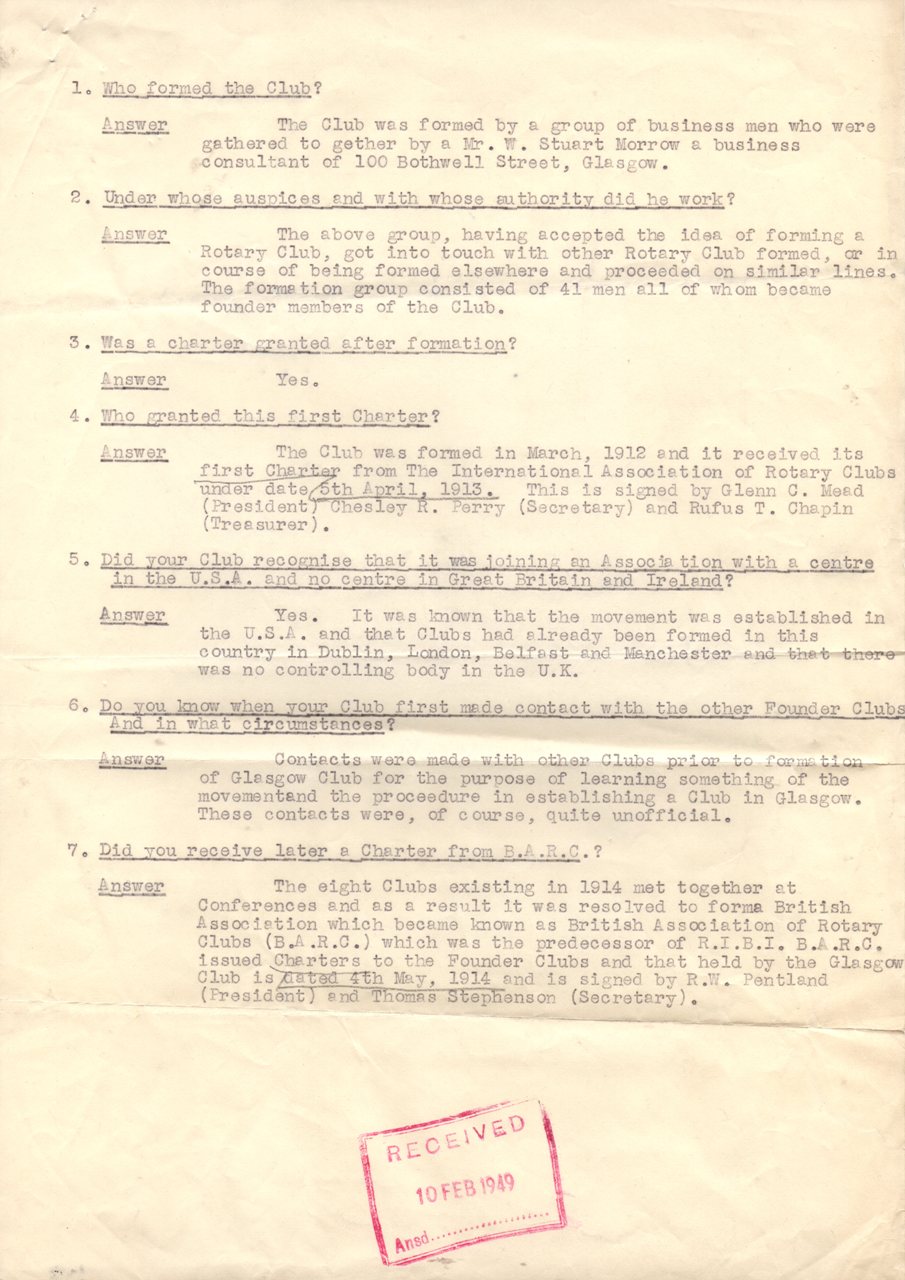 1. Who formed the Club?
Answer The Club was formed by a group of business men who were
gathered to gether by a Mr. W. Stuart Morrow a business
consultant of 100 Bothwell Street, Glasgow.
2. Under whose auspices and with whose authority did he work?
Answer The above group, having accepted the idea of forming a
Rotary Club, got into touch with other Rotary Club formed, or in
course of being formed elsewhere and proceeded on similar lines.
The formation group consisted of 41 men all of whom became
founder members of the Club.
3. Was a charter granted after formation?
Answer Yes.
4. Who granted this first Charter?
Answer The Club was formed in March, 1912 and it received its
first Charter from The International Association of Rotary Clubs
under date 5th April, 1913. This is signed by Glenn C. Mead
(President) Chesley R. Perry (Secretary) and Rufus T. Chapin
(Treasurer).
5. Did your Club recognise that it was joining an Association with a centre
in the U.S.A. and no centre in Great Britain and Ireland?
Answer Yes. It was known that the movement was established in
the U.S.A. and that Clubs had already been formed in this
country in Dublin, London, Belfast and Manchester and that there
was no controlling body in the U.K.
6. Do you know when your Club first made contact with the other Founder Clubs
And in what circumstances?
Answer Contacts were made with other Clubs prior to formation
of Glasgow Club for the purpose of learning something of the
movementand the proceedure in establishing a Club in Glasgow.
These contacts were, of course, quite unofficial.
7. Did you receive later a Charter from B.A.R.C.?
Answer The eight Clubs existing in 1914 met together at
Conferences and as a result it was resolved to forma British
Association which became known as British Association of Rotary
Clubs (B.A.R.C.) which was the predecessor of R.I.B.I. B.A.R.C.
issued Charters to the Founder Clubs and that held by the Glasgow
Club is dated 4th May, 1914 and is signed by R.W. Pentland
(President) and Thomas Stephenson (Secretary).
RECEIVED
10 FEB 1949
Ansd.....................